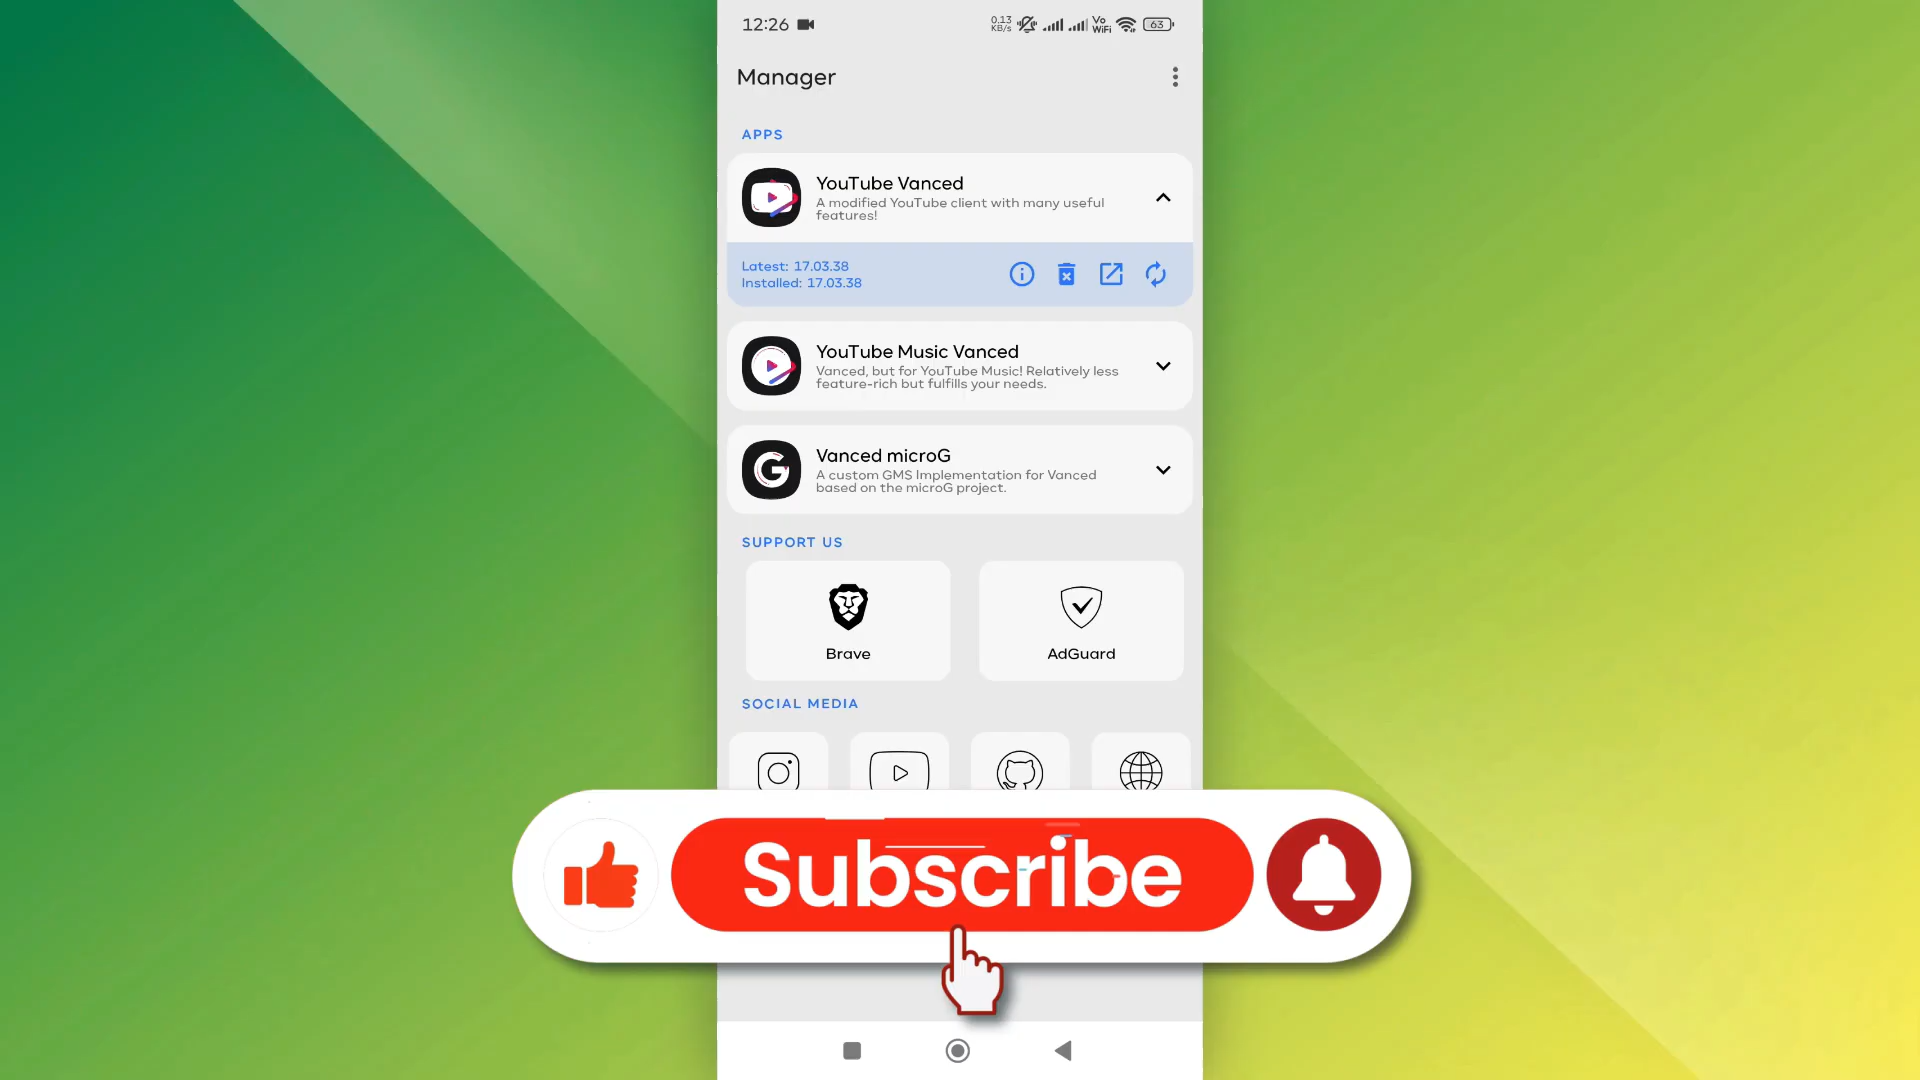 12:26
0,13
KB/s
Vo
WiFi
63
Manager
APPS
YouTube Vanced
A modified YouTube client with many useful
features!
Latest: 17.03.38
Installed: 17.03.38
YouTube Music Vanced
Vanced, but for YouTube Music! Relatively less
feature-rich but fulfills your needs.
Vanced microG
A custom GMS Implementation for Vanced
based on the microG project.
SUPPORT US
Brave
AdGuard
SOCIAL MEDIA
Subscribe